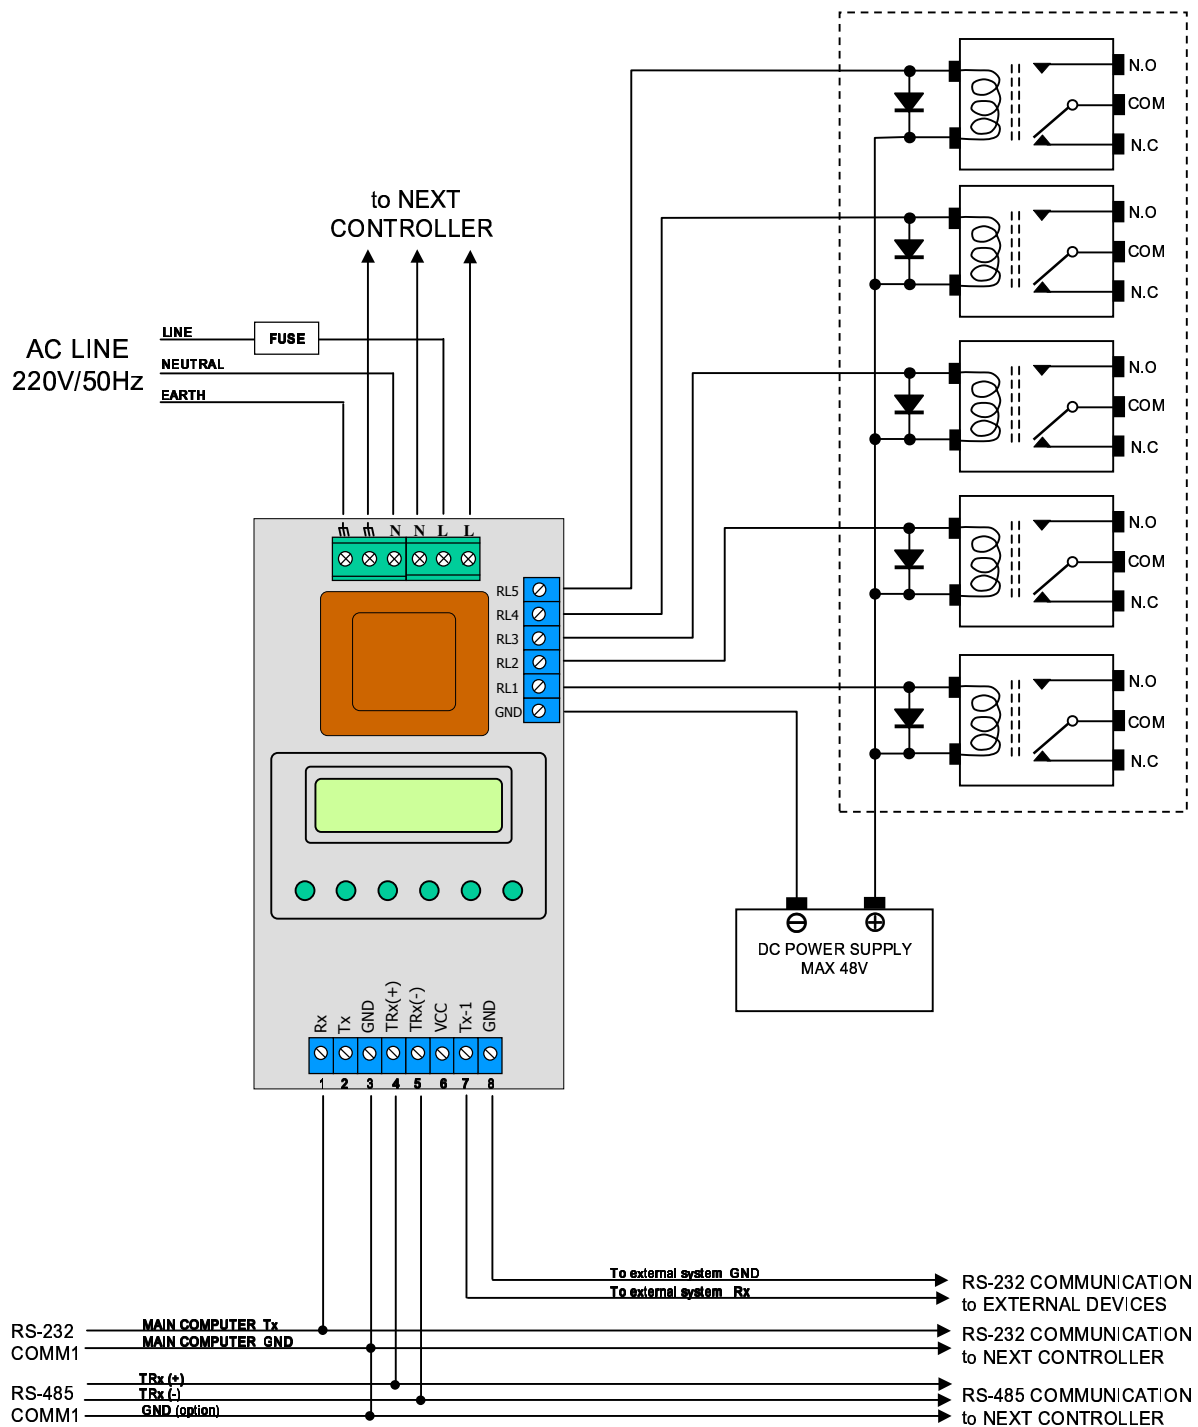 N.O
COM
N.C
to NEXT
CONTROLLER
N.O
COM
N.C
AC LINE
220V/50Hz
LINE
FUSE
NEUTRAL
EARTH
N.O
COM
N.C
N N L L
N.O
COM
N.C
RL5
RL4
RL3
RL2
RL1
GND
N.O
COM
N.C
DC POWER SUPPLY
MAX 48V
Rx
Tx
GND
TRx(+)
TRx(-)
VCC
Tx-1
GND
1 2 3 4 5 6 7 8
To external system GND
To external system Rx
RS-232 COMMUNICATION
to EXTERNAL DEVICES
RS-232
COMM1
MAIN COMPUTER Tx
MAIN COMPUTER GND
RS-232 COMMUNICATION
to NEXT CONTROLLER
RS-485
COMM1
TRx (+)
TRx (-)
GND (option)
RS-485 COMMUNICATION
to NEXT CONTROLLER